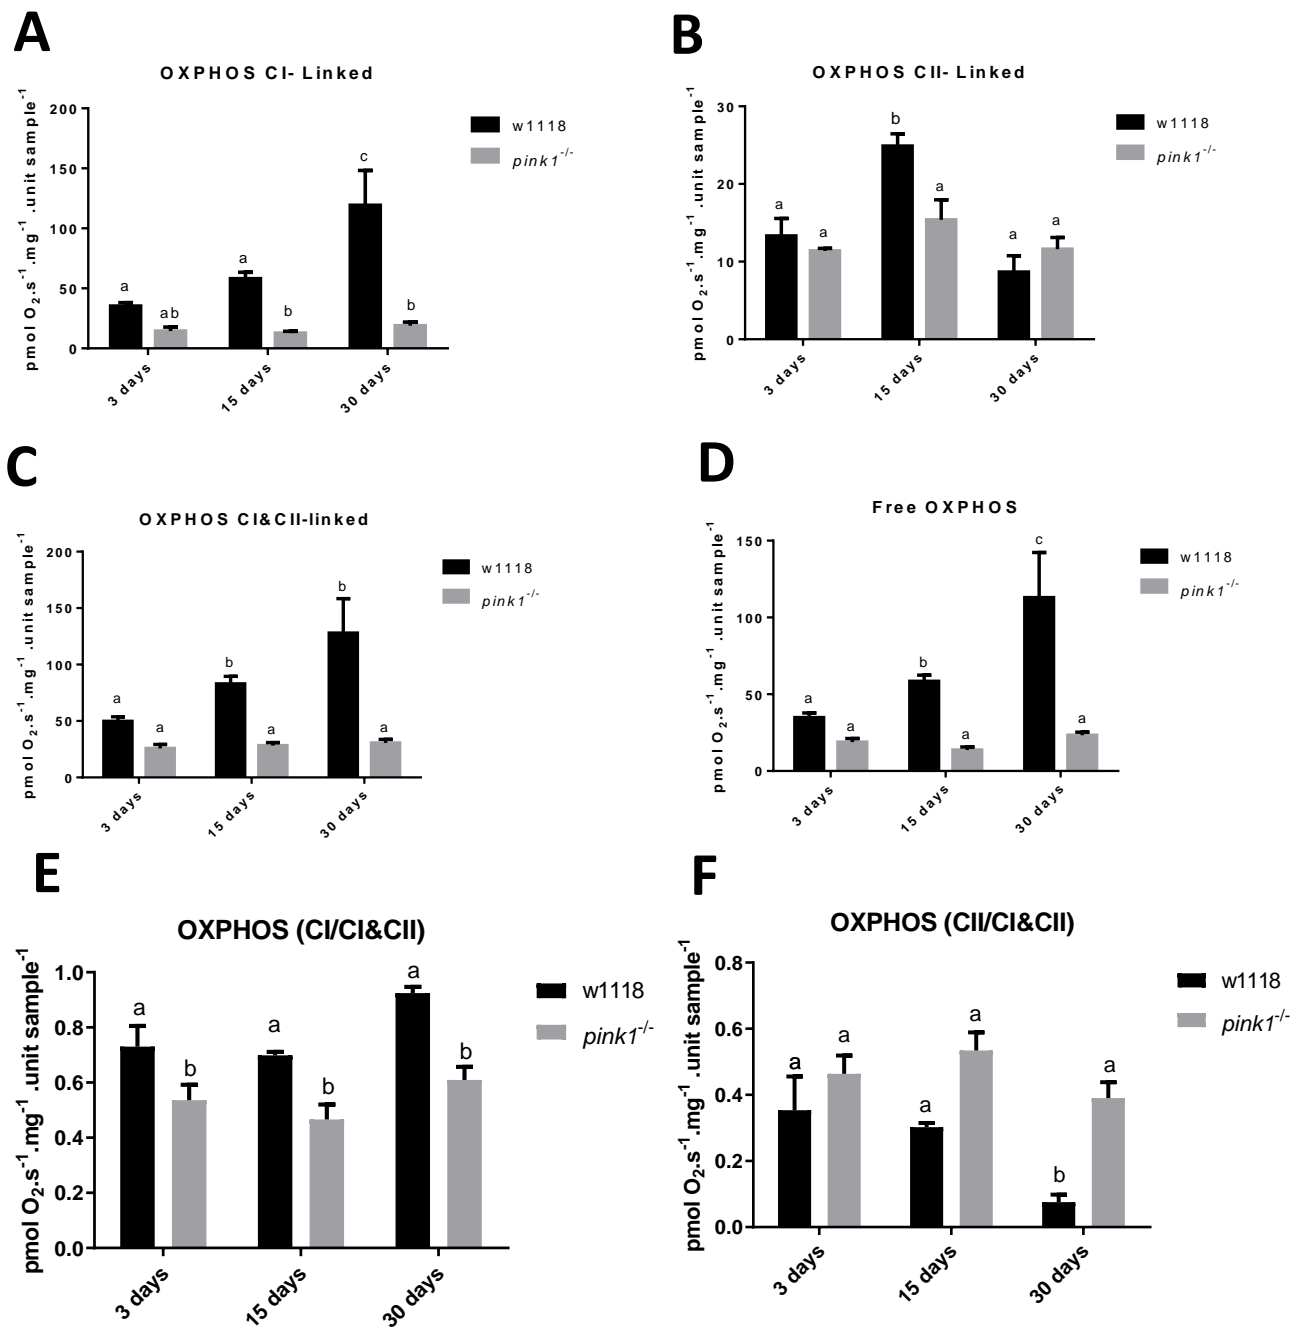 A
OXPHOS CI- Linked
pmol O2.s-1.mg-1 .unit sample-1
200
150
100
50
0
a
ab
a
b
c
b
3 days
15 days
30 days
w1118
pink1-/-
B
OXPHOS CII- Linked
pmol O2.s-1.mg-1 .unit sample-1
30
20
10
0
a
a
b
a
a
a
3 days
15 days
30 days
w1118
pink1-/-
C
OXPHOS CI&CII-linked
pmol O2.s-1.mg-1 .unit sample-1
200
150
100
50
0
a
a
b
a
b
a
3 days
15 days
30 days
w1118
pink1-/-
D
Free OXPHOS
pmol O2.s-1.mg-1 .unit sample-1
150
100
50
0
a
a
b
a
c
a
3 days
15 days
30 days
w1118
pink1-/-
E
OXPHOS (CI/CI&CII)
pmol O2.s-1.mg-1 .unit sample-1
1.0
0.8
0.6
0.4
0.2
0.0
a
b
a
b
a
b
3 days
15 days
30 days
w1118
pink1-/-
F
OXPHOS (CII/CI&CII)
pmol O2.s-1.mg-1 .unit sample-1
0.8
0.6
0.4
0.2
0.0
a
a
a
a
b
a
3 days
15 days
30 days
w1118
pink1-/-